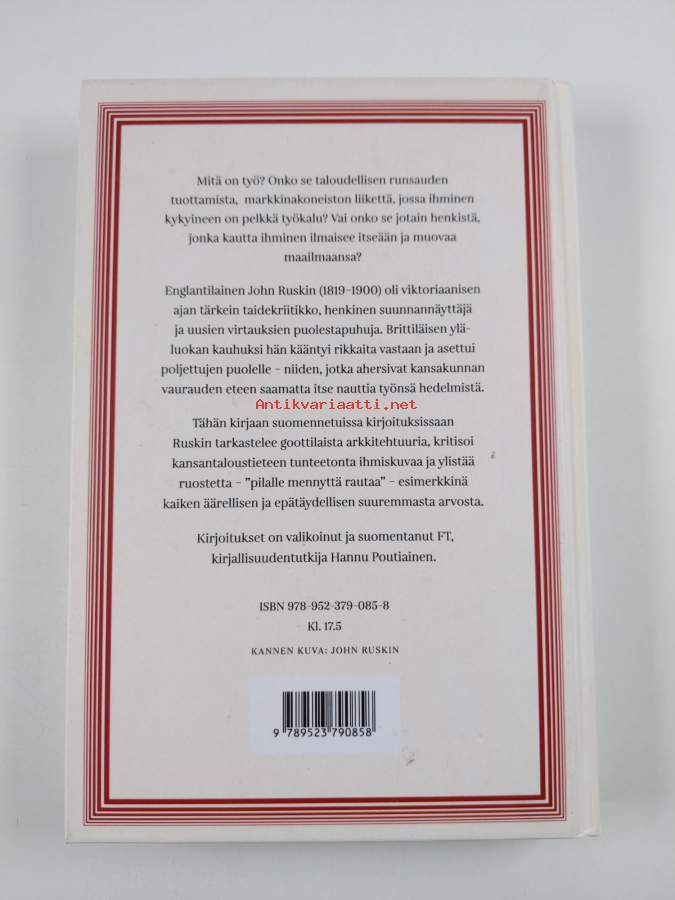 Mitä on työ? Onko se taloudellisen runsauden
tuottamista, markkinakoneiston liikettä, jossa ihminen
kykyineen on pelkkä työkalu? Vai onko se jotain henkistä,
jonka kautta ihminen ilmaisee itseään ja muovaa
maailmaansa?
Englantilainen John Ruskin (1819–1900) oli viktoriaanisen
ajan tärkein taidekriitikko, henkinen suunnannäyttäjä
ja uusien virtauksien puolestapuhuja. Brittiläisen ylä-
luokan kauhuksi hän kääntyi rikkaita vastaan ja asettui
poljettujen puolelle – niiden, jotka ahersivat kansakunnan
vaurauden eteen saamatta itse nauttia työnsä hedelmistä.
Antikvariaatti.net
Tähän kirjaan suomennetuissa kirjoituksissaan
Ruskin tarkastelee goottilaista arkkitehtuuria, kritisoi
kansantaloustieteen tunteetonta ihmiskuvaa ja ylistää
ruostetta – ”pilalle mennyttä rautaa” – esimerkkinä
kaiken äärellisen ja epätäydellisen suuremmasta arvosta.
Kirjoitukset on valikoinut ja suomentanut FT,
kirjallisuudentutkija Hannu Poutiainen.
ISBN 978-952-379-085-8
Kl. 17.5
KANNEN KUVA: JOHN RUSKIN
9 789523 790858